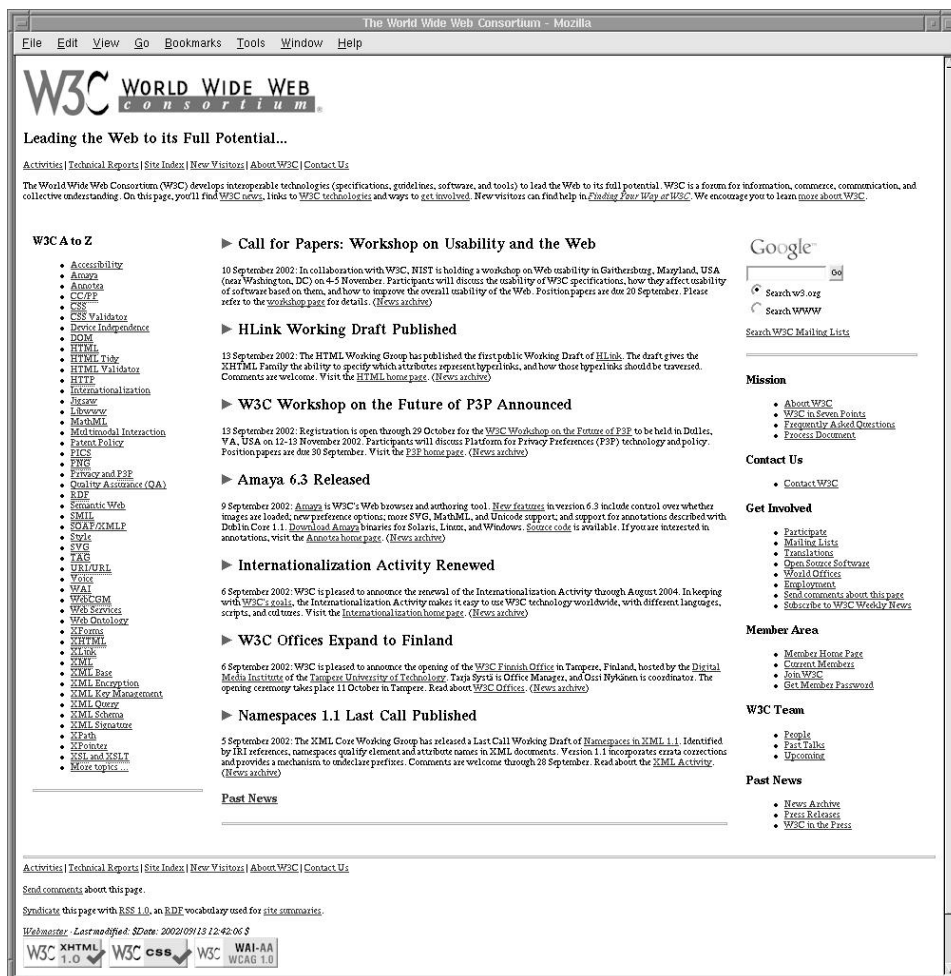 The World Wide Web Consortium - Mozilla
File Edit View Go Bookmarks Tools Window Help
W3C WORLD WIDE WEB
consortium®
Leading the Web to its Full Potential...
Activities | Technical Reports | Site Index | New Visitors | About W3C | Contact Us
The World Wide Web Consortium (W3C) develops interoperable technologies (specifications, guidelines, software, and tools) to lead the Web to its full potential. W3C is a forum for information, commerce, communication, and
collective understanding. On this page, you'll find W3C news, links to W3C technologies and ways to get involved. New visitors can find help in Finding Your Way at W3C. We encourage you to learn more about W3C.
W3C A to Z
Accessibility
Amaya
Annotea
CC/PP
CSS
CSS Validator
Device Independence
DOM
HTML
HTML Tidy
HTML Validator
HTTP
Internationalization
Jigsaw
Libwww
MathML
Multimodal Interaction
Patent Policy
PICS
PNG
Privacy and P3P
Quality Assurance (QA)
RDF
Semantic Web
SMIL
SOAP/XMLP
Style
SVG
TAG
URI/URL
Voice
WAI
WebCGM
Web Services
Web Ontology
XForms
XHTML
XLink
XML
XML Base
XML Encryption
XML Key Management
XML Query
XML Schema
XML Signature
XPath
XPointer
XSL and XSLT
More topics ...
Call for Papers: Workshop on Usability and the Web
10 September 2002: In collaboration with W3C, NIST is holding a workshop on Web usability in Gaithersburg, Maryland, USA
(near Washington, DC) on 4-5 November. Participants will discuss the usability of W3C specifications, how they affect usability
of software based on them, and how to improve the overall usability of the Web. Position papers are due 20 September. Please
refer to the workshop page for details. (News archive)
HLink Working Draft Published
13 September 2002: The HTML Working Group has published the first public Working Draft of HLink. The draft gives the
XHTML Family the ability to specify which attributes represent hyperlinks, and how those hyperlinks should be traversed.
Comments are welcome. Visit the HTML home page. (News archive)
W3C Workshop on the Future of P3P Announced
13 September 2002: Registration is open through 29 October for the W3C Workshop on the Future of P3P to be held in Dulles,
VA, USA on 12-13 November 2002. Participants will discuss Platform for Privacy Preferences (P3P) technology and policy.
Position papers are due 30 September. Visit the P3P home page. (News archive)
Amaya 6.3 Released
9 September 2002: Amaya is W3C's Web browser and authoring tool. New features in version 6.3 include control over whether
images are loaded; new preference options; more SVG, MathML, and Unicode support; and support for annotations described with
Dublin Core 1.1. Download Amaya binaries for Solaris, Linux, and Windows. Source code is available. If you are interested in
annotations, visit the Annotea home page. (News archive)
Internationalization Activity Renewed
6 September 2002: W3C is pleased to announce the renewal of the Internationalization Activity through August 2004. In keeping
with W3C's goals, the Internationalization Activity makes it easy to use W3C technology worldwide, with different languages,
scripts, and cultures. Visit the Internationalization home page. (News archive)
W3C Offices Expand to Finland
6 September 2002: W3C is pleased to announce the opening of the W3C Finnish Office in Tampere, Finland, hosted by the Digital
Media Institute of the Tampere University of Technology. Tarja Systä is Office Manager, and Ossi Nykänen is coordinator. The
opening ceremony takes place 11 October in Tampere. Read about W3C Offices. (News archive)
Namespaces 1.1 Last Call Published
5 September 2002: The XML Core Working Group has released a Last Call Working Draft of Namespaces in XML 1.1. Identified
by IRI references, namespaces qualify element and attribute names in XML documents. Version 1.1 incorporates errata corrections
and provides a mechanism to undeclare prefixes. Comments are welcome through 28 September. Read about the XML Activity.
(News archive)
Past News
Google™
Go
Search w3.org
Search WWW
Search W3C Mailing Lists
Mission
About W3C
W3C in Seven Points
Frequently Asked Questions
Process Document
Contact Us
Contact W3C
Get Involved
Participate
Mailing Lists
Translations
Open Source Software
World Offices
Employment
Send comments about this page
Subscribe to W3C Weekly News
Member Area
Member Home Page
Current Members
Join W3C
Get Member Password
W3C Team
People
Past Talks
Upcoming
Past News
News Archive
Press Releases
W3C in the Press
Activities | Technical Reports | Site Index | New Visitors | About W3C | Contact Us
Send comments about this page.
Syndicate this page with RSS 1.0, an RDF vocabulary used for site summaries.
Webmaster · Last modified: $Date: 2002/09/13 12:42:06 $
W3C XHTML 1.0 W3C css W3C WAI-AA WCAG 1.0